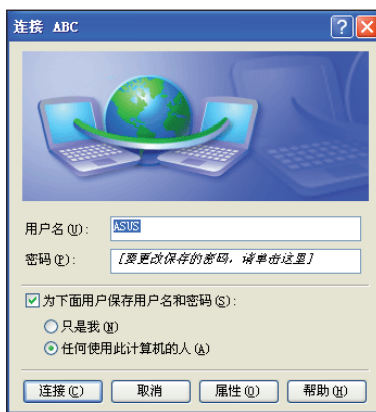 连接 ABC
用户名(U): ASUS
密码(P): [要更改保存的密码，请单击这里]
为下面用户保存用户名和密码(S):
只是我(N)
任何使用此计算机的人(A)
连接(C) 取消 属性(O) 帮助(H)